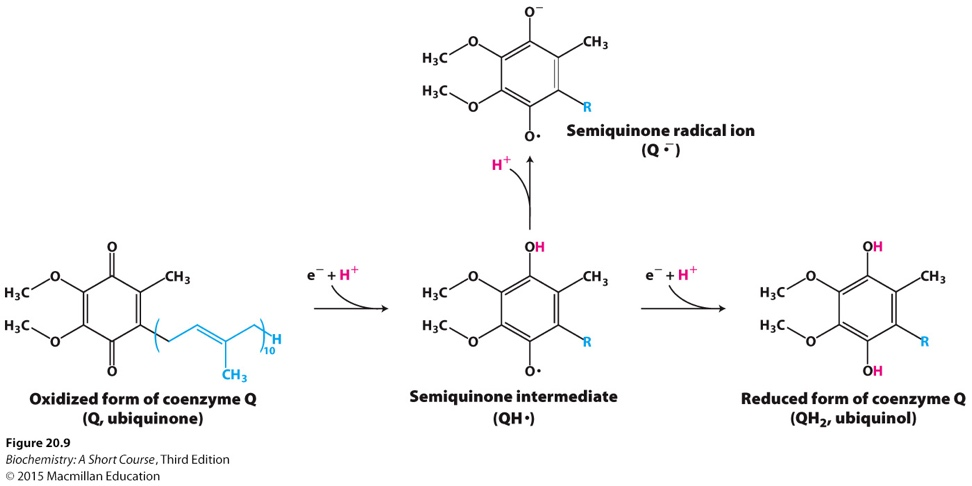 O⁻
O
CH₃
H₃C
H₃C
O
R
O•
Semiquinone radical ion
(Q•⁻)
H⁺
O
O
CH₃
H₃C
H₃C
O
O
( )₁₀ H
CH₃
Oxidized form of coenzyme Q
(Q, ubiquinone)
e⁻ + H⁺
OH
O
CH₃
H₃C
H₃C
O
R
O•
Semiquinone intermediate
(QH•)
e⁻ + H⁺
OH
O
CH₃
H₃C
H₃C
O
R
OH
Reduced form of coenzyme Q
(QH₂, ubiquinol)
Figure 20.9
Biochemistry: A Short Course, Third Edition
© 2015 Macmillan Education